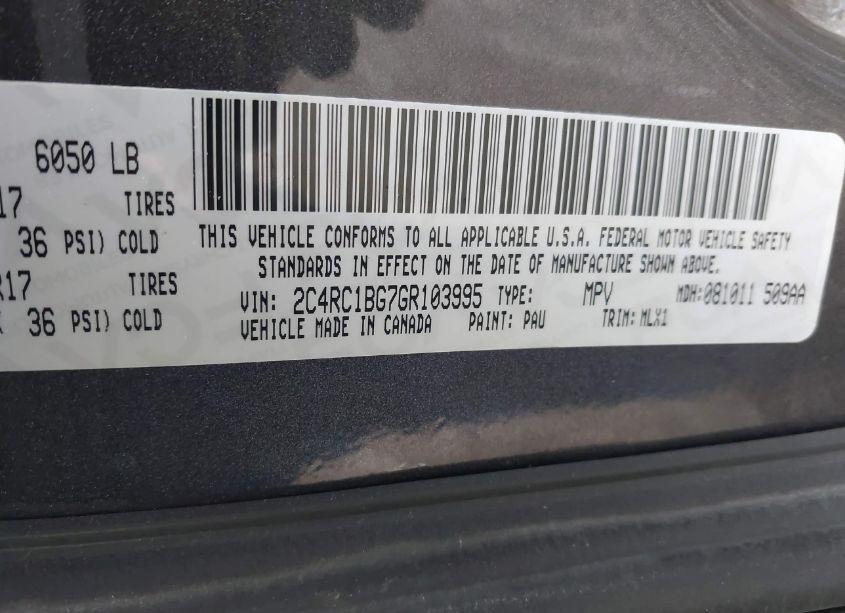 6050 LB
17 TIRES
36 PSI) COLD
R17 TIRES
36 PSI) COLD
THIS VEHICLE CONFORMS TO ALL APPLICABLE U.S.A. FEDERAL MOTOR VEHICLE SAFETY
STANDARDS IN EFFECT ON THE DATE OF MANUFACTURE SHOWN ABOVE.
VIN: 2C4RC1BG7GR103995 TYPE: MPV MDH:081011 509AA
VEHICLE MADE IN CANADA PAINT: PAU TRIM: MLX1